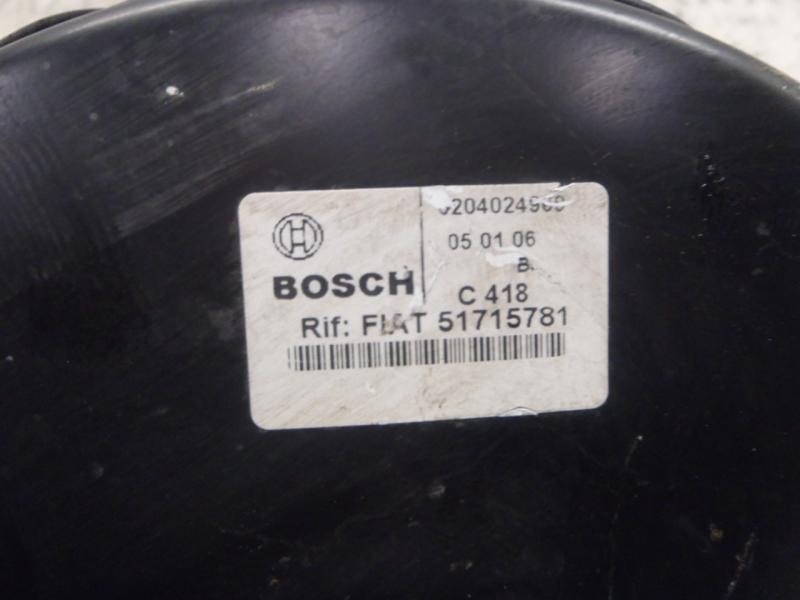 05 01 06
B.
BOSCH
C 418
Rif: FIAT 51715781